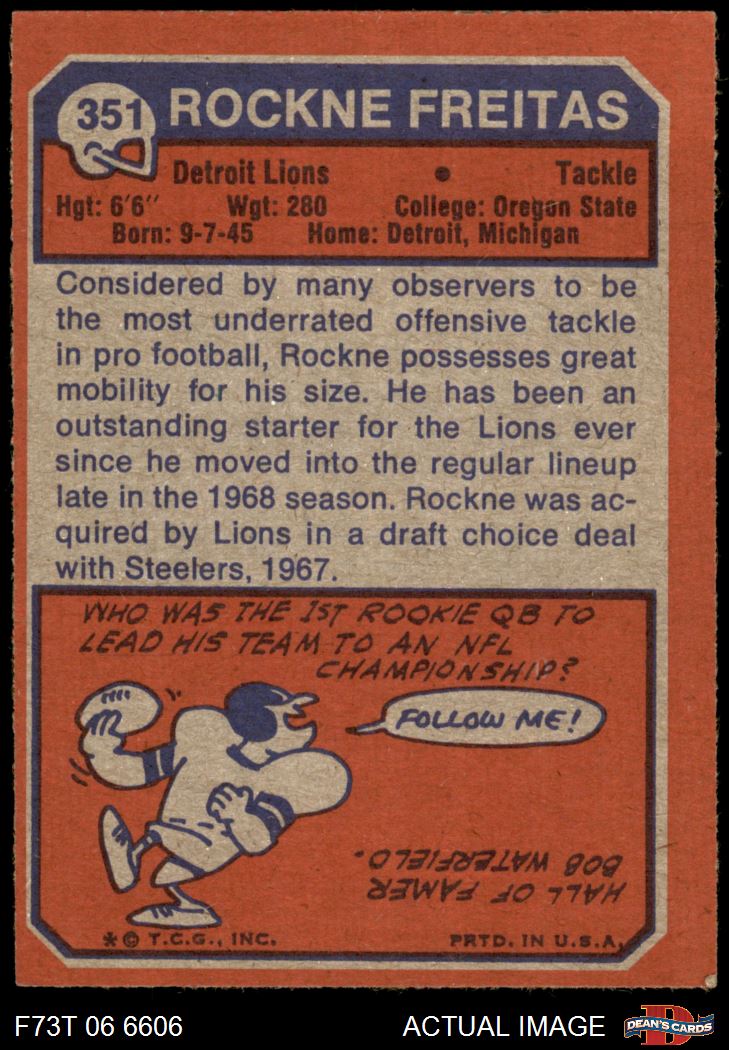 351 ROCKNE FREITAS
Detroit Lions • Tackle
Hgt: 6'6" Wgt: 280 College: Oregon State
Born: 9-7-45 Home: Detroit, Michigan
Considered by many observers to be
the most underrated offensive tackle
in pro football, Rockne possesses great
mobility for his size. He has been an
outstanding starter for the Lions ever
since he moved into the regular lineup
late in the 1968 season. Rockne was ac-
quired by Lions in a draft choice deal
with Steelers, 1967.
WHO WAS THE 1ST ROOKIE QB TO
LEAD HIS TEAM TO AN NFL
CHAMPIONSHIP?
FOLLOW ME!
HALL OF FAMER
BOB WATERFIELD.
*© T.C.G., INC. PRTD. IN U.S.A.
F73T 06 6606 ACTUAL IMAGE DEAN'S CARDS